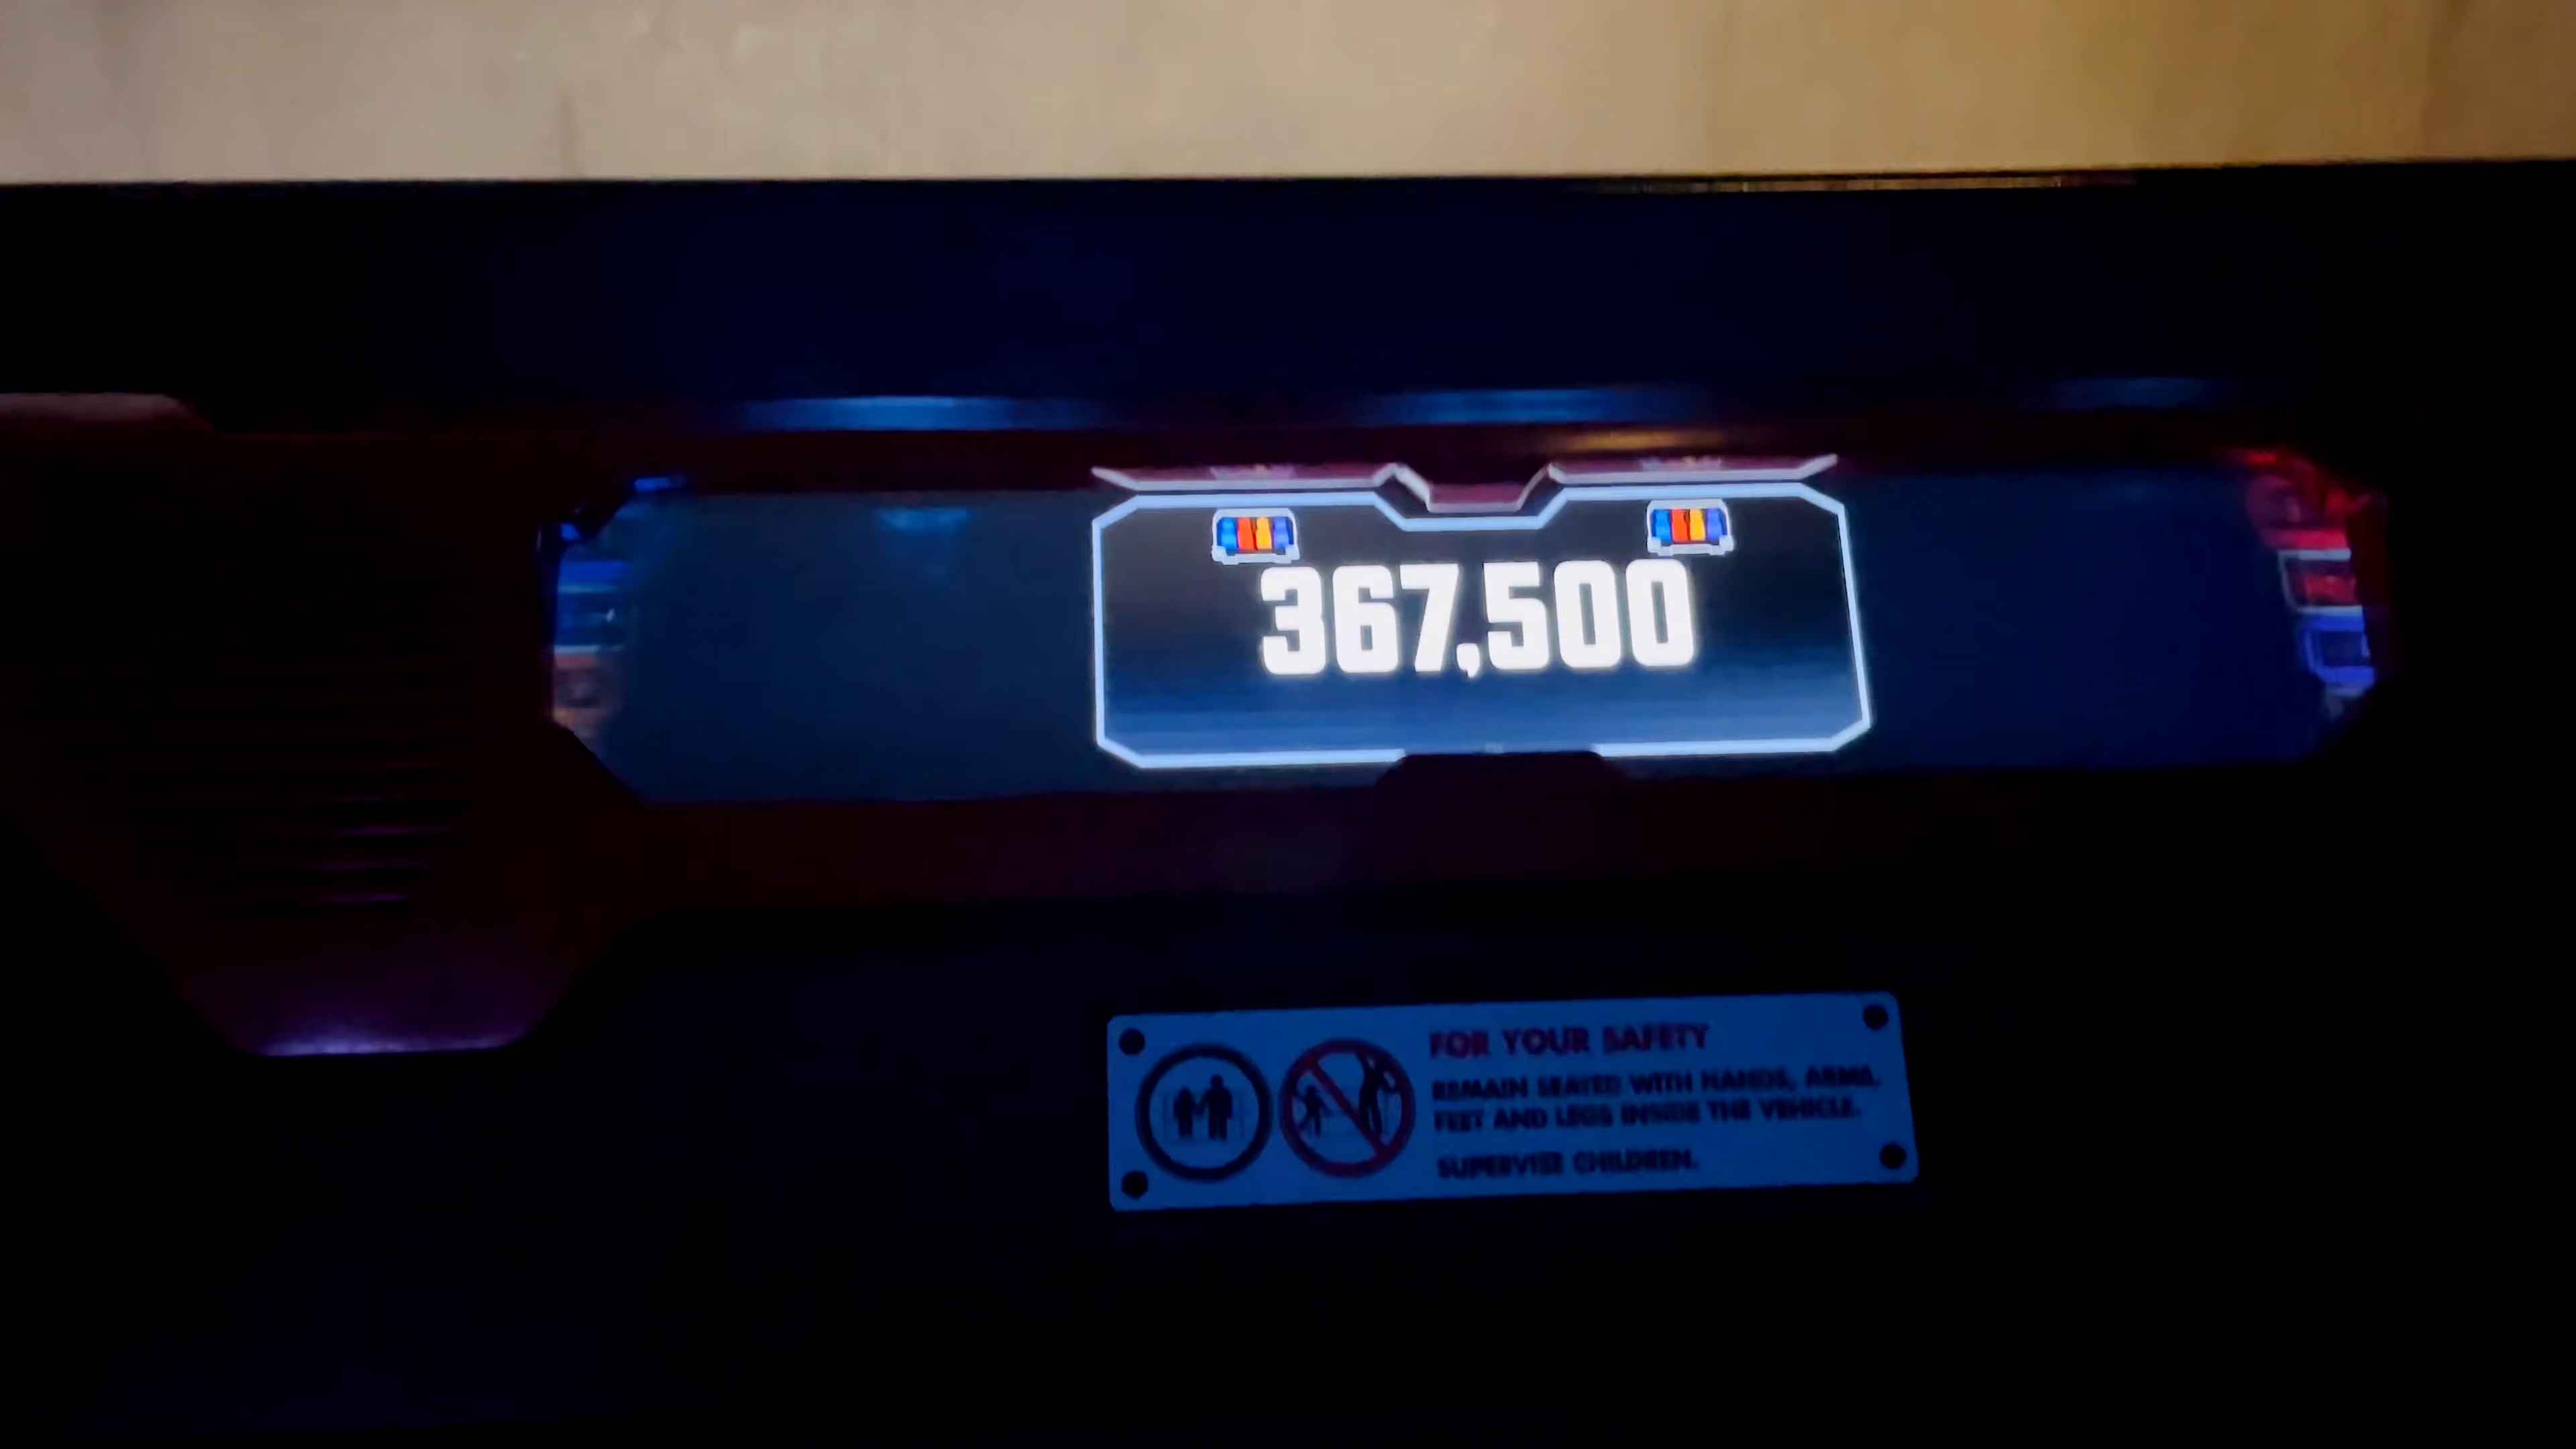 367,500
FOR YOUR SAFETY
REMAIN SEATED WITH HANDS, ARMS,
FEET AND LEGS INSIDE THE VEHICLE.
SUPERVISE CHILDREN.